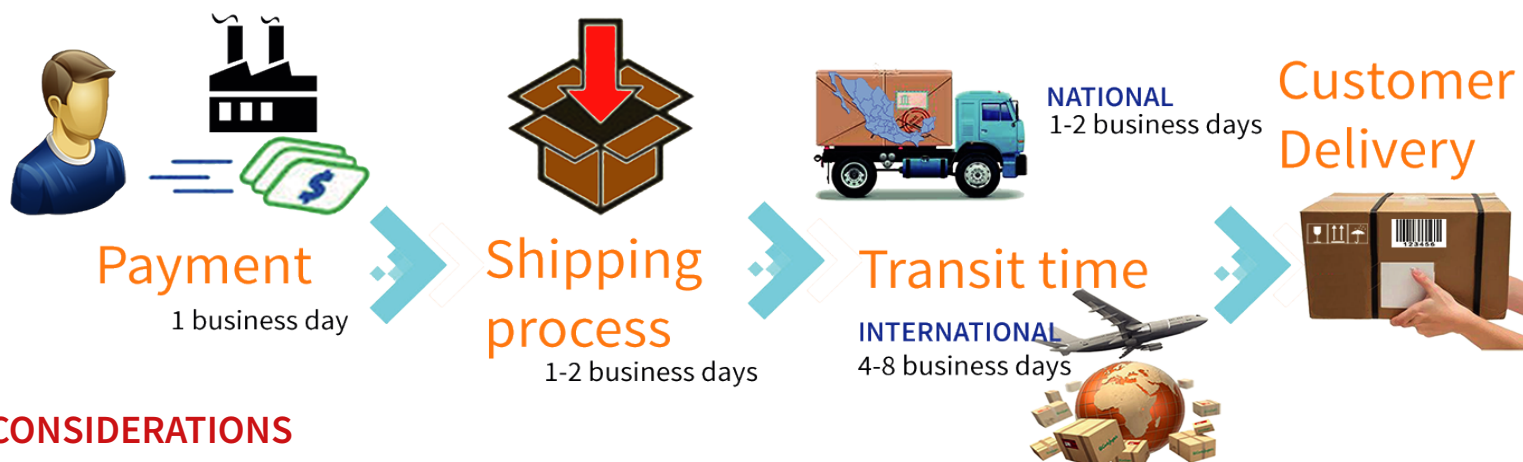 Payment
1 business day
Shipping
process
1-2 business days
NATIONAL
1-2 business days
Transit time
INTERNATIONAL
4-8 business days
Customer
Delivery
123456
$
CONSIDERATIONS